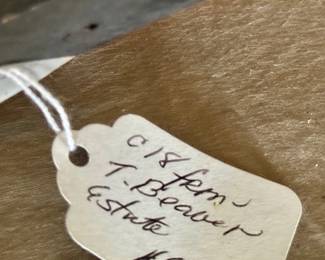 C18 fem-
T. Beaver
Estate